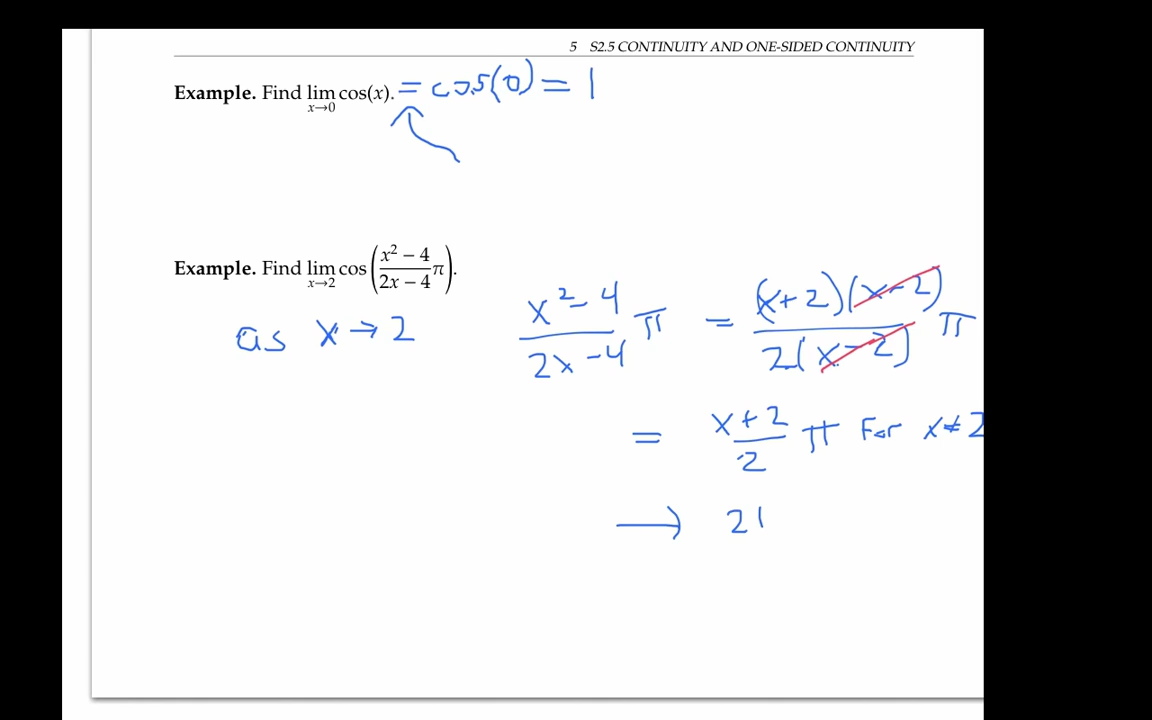 5 S2.5 CONTINUITY AND ONE-SIDED CONTINUITY
Example. Find lim x→0 cos(x). = cos(0) = 1
Example. Find lim x→2 cos((x² − 4)/(2x − 4) π).
as x → 2 (x² − 4)/(2x − 4) π = (x + 2)(x − 2)/2(x − 2) π
= (x + 2)/2 π For x ≠ 2
→ 2